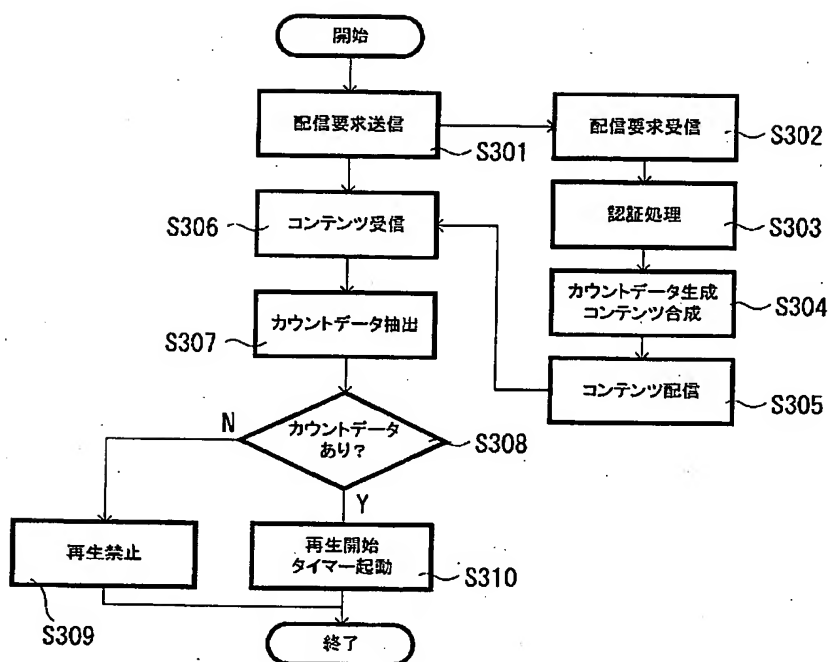 開始
配信要求送信
S301
配信要求受信
S302
認証処理
S303
カウントデータ生成
コンテンツ合成
S304
コンテンツ配信
S305
S306
コンテンツ受信
S307
カウントデータ抽出
カウントデータ
あり?
S308
N
Y
再生禁止
S309
再生開始
タイマー起動
S310
終了